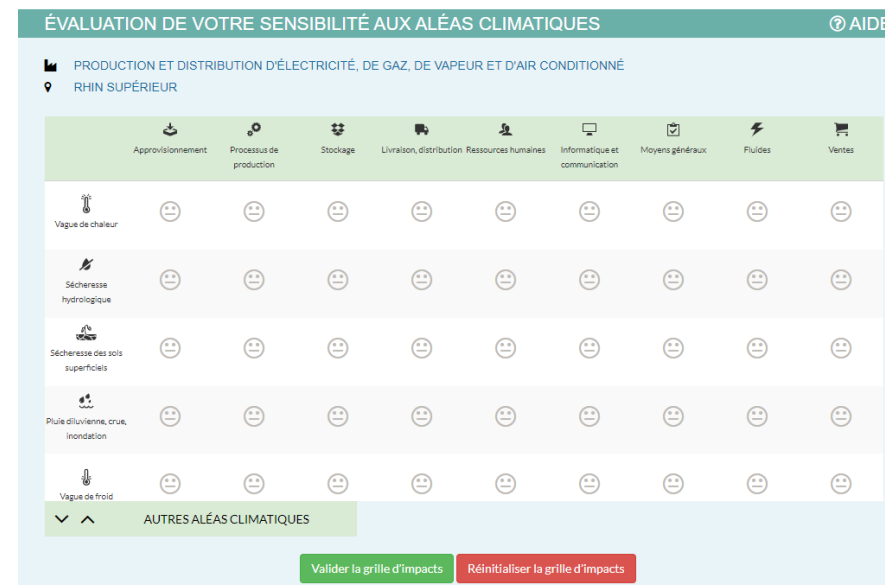 ÉVALUATION DE VOTRE SENSIBILITÉ AUX ALÉAS CLIMATIQUES
AIDE
PRODUCTION ET DISTRIBUTION D'ÉLECTRICITÉ, DE GAZ, DE VAPEUR ET D'AIR CONDITIONNÉ
RHIN SUPÉRIEUR
Approvisionnement
Processus de
production
Stockage
Livraison, distribution
Ressources humaines
Informatique et
communication
Moyens généraux
Fluides
Ventes
Vague de chaleur
Sécheresse
hydrologique
Sécheresse des sols
superficiels
Pluie diluvienne, crue,
inondation
Vague de froid
AUTRES ALÉAS CLIMATIQUES
Valider la grille d'impacts
Réinitialiser la grille d'impacts